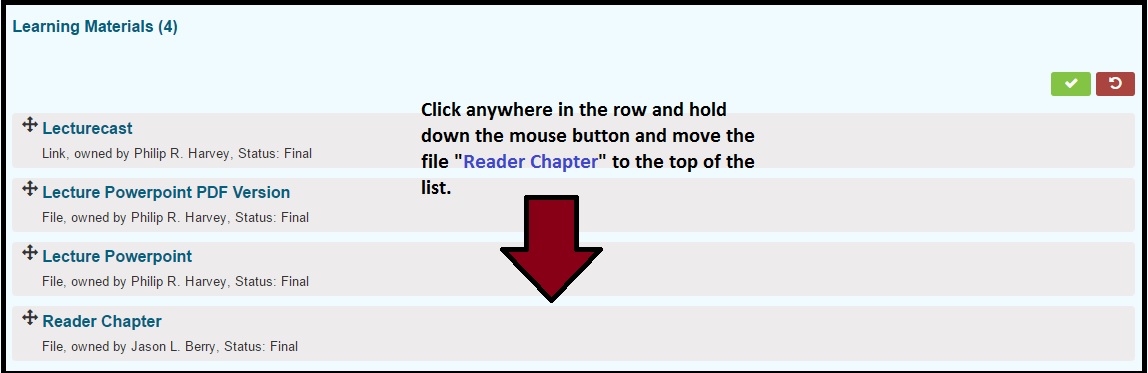 Learning Materials (4)
Click anywhere in the row and hold
down the mouse button and move the
file "Reader Chapter" to the top of the
list.
Lecturecast
Link, owned by Philip R. Harvey, Status: Final
Lecture Powerpoint PDF Version
File, owned by Philip R. Harvey, Status: Final
Lecture Powerpoint
File, owned by Philip R. Harvey, Status: Final
Reader Chapter
File, owned by Jason L. Berry, Status: Final